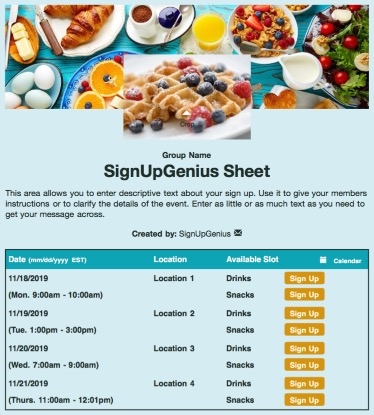 Crop
Group Name
SignUpGenius Sheet
This area allows you to enter descriptive text about your sign up. Use it to give your members
instructions or to clarify the details of the event. Enter as little or as much text as you need to
get your message across.
Created by: SignUpGenius
Date (mm/dd/yyyy EST) Location Available Slot Calendar
11/18/2019 Location 1 Drinks Sign Up
(Mon. 9:00am - 10:00am) Snacks Sign Up
11/19/2019 Location 2 Drinks Sign Up
(Tue. 1:00pm - 3:00pm) Snacks Sign Up
11/20/2019 Location 3 Drinks Sign Up
(Wed. 7:00am - 9:00am) Snacks Sign Up
11/21/2019 Location 4 Drinks Sign Up
(Thurs. 11:00am - 12:01pm) Snacks Sign Up